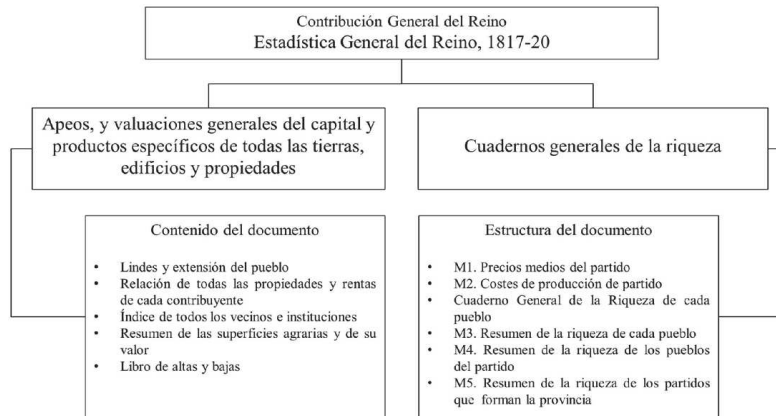 Contribución General del Reino
Estadística General del Reino, 1817-20
Apeos, y valuaciones generales del capital y
productos específicos de todas las tierras,
edificios y propiedades
Cuadernos generales de la riqueza
Contenido del documento
• Lindes y extensión del pueblo
• Relación de todas las propiedades y rentas
de cada contribuyente
• Índice de todos los vecinos e instituciones
• Resumen de las superficies agrarias y de su
valor
• Libro de altas y bajas
Estructura del documento
• M1. Precios medios del partido
• M2. Costes de producción de partido
• Cuaderno General de la Riqueza de cada
pueblo
• M3. Resumen de la riqueza de cada pueblo
• M4. Resumen de la riqueza de los pueblos
del partido
• M5. Resumen de la riqueza de los partidos
que forman la provincia